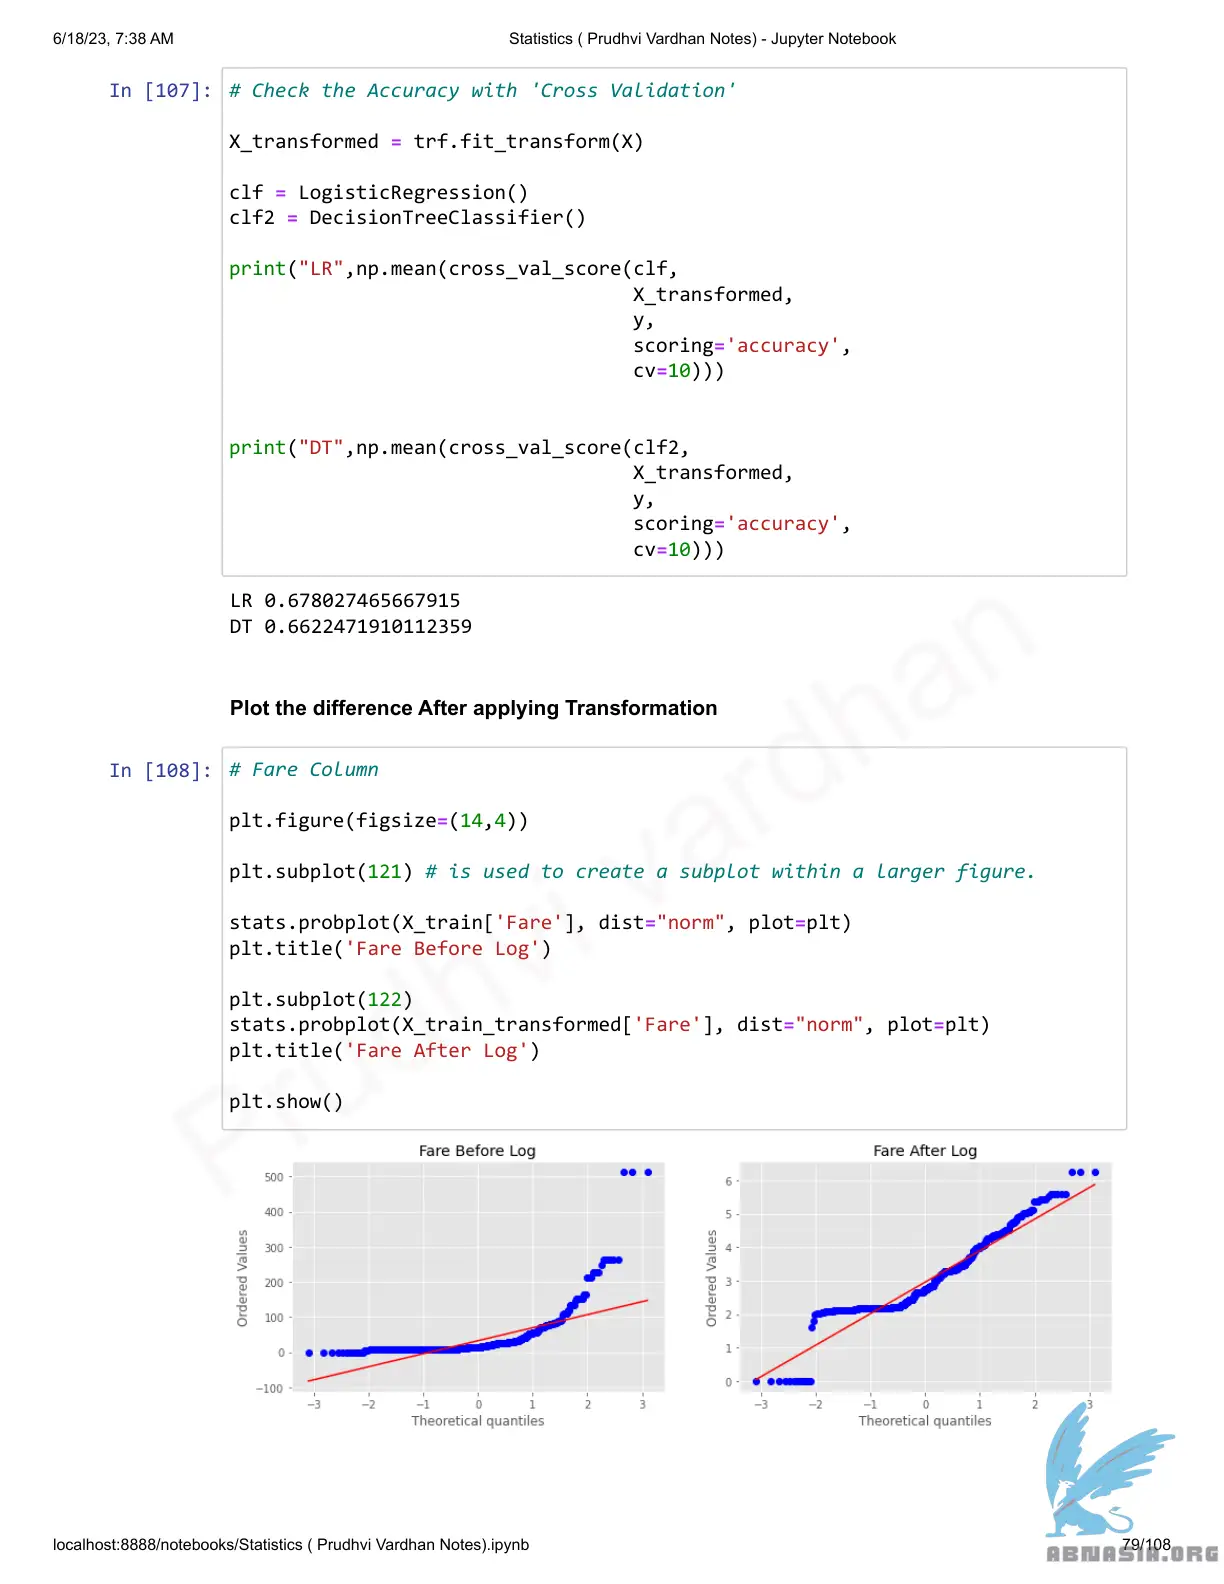 6/18/23, 7:38 AM
Statistics ( Prudhvi Vardhan Notes) - Jupyter Notebook
In [107]:
# Check the Accuracy with 'Cross Validation'
X_transformed = trf.fit_transform(X)
clf = LogisticRegression()
clf2 = DecisionTreeClassifier()
print("LR",np.mean(cross_val_score(clf,
X_transformed,
y,
scoring='accuracy',
cv=10)))
print("DT",np.mean(cross_val_score(clf2,
X_transformed,
y,
scoring='accuracy',
cv=10)))
LR 0.678027465667915
DT 0.6622471910112359
Plot the difference After applying Transformation
In [108]:
# Fare Column
plt.figure(figsize=(14,4))
plt.subplot(121) # is used to create a subplot within a larger figure.
stats.probplot(X_train['Fare'], dist="norm", plot=plt)
plt.title('Fare Before Log')
plt.subplot(122)
stats.probplot(X_train_transformed['Fare'], dist="norm", plot=plt)
plt.title('Fare After Log')
plt.show()
Prudhvi vardhan
Fare Before Log
500
400
300
200
100
0
−100
−3 −2 −1 0 1 2 3
Ordered Values
Theoretical quantiles
Fare After Log
6
5
4
3
2
1
0
−3 −2 −1 0 1 2 3
Ordered Values
Theoretical quantiles
localhost:8888/notebooks/Statistics ( Prudhvi Vardhan Notes).ipynb
79/108
ABNASIA.ORG